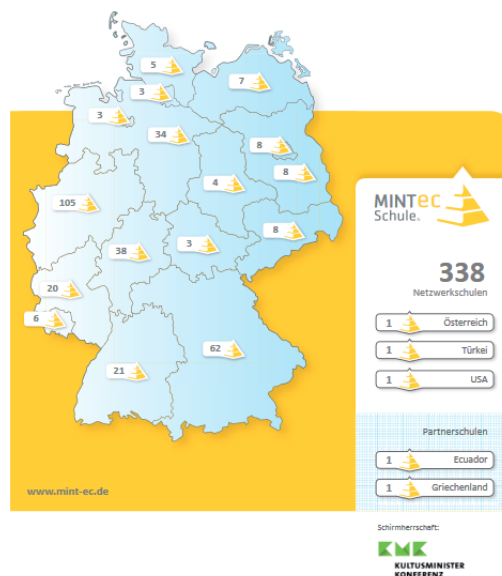 5
7
3
3
34
8
8
4
105
8
38
3
20
6
62
21
MINTec
Schule.
338
Netzwerkschulen
1 Österreich
1 Türkei
1 USA
Partnerschulen
1 Ecuador
1 Griechenland
www.mint-ec.de
Schirmherrschaft:
KMK
KULTUSMINISTER
KONFERENZ